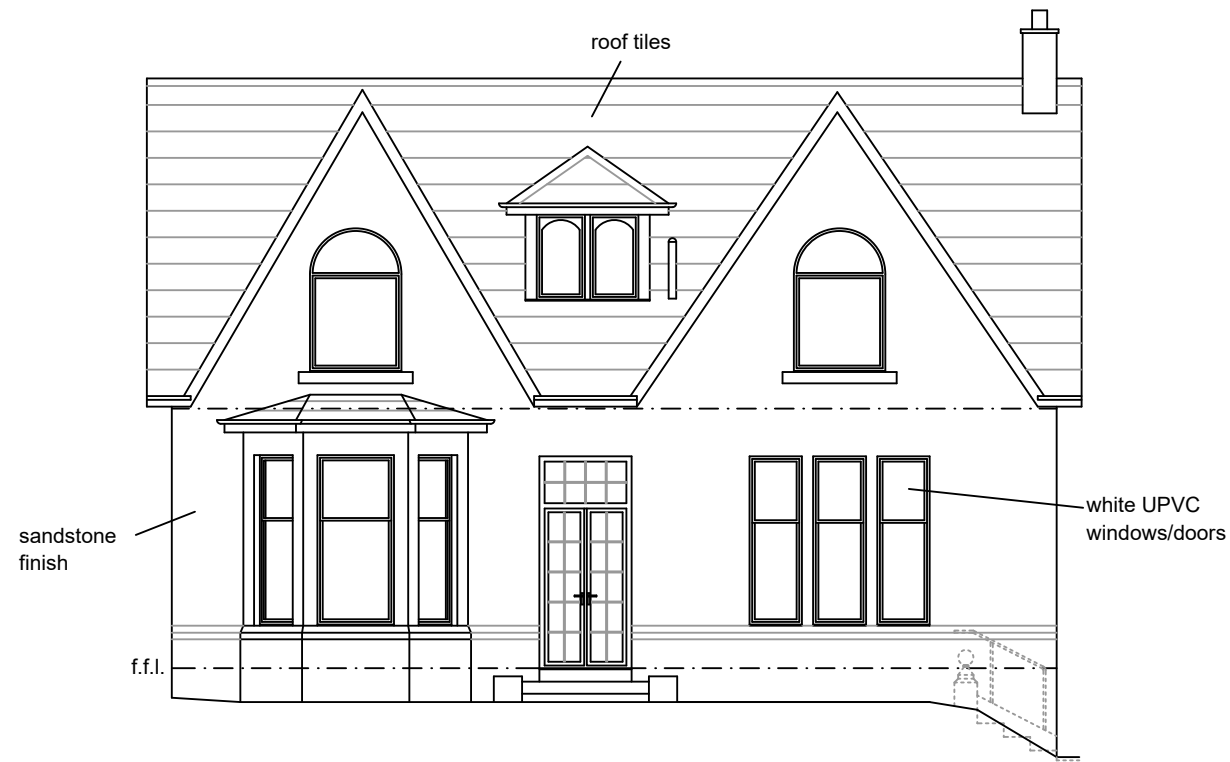 roof tiles
white UPVC
windows/doors
sandstone
finish
f.f.l.